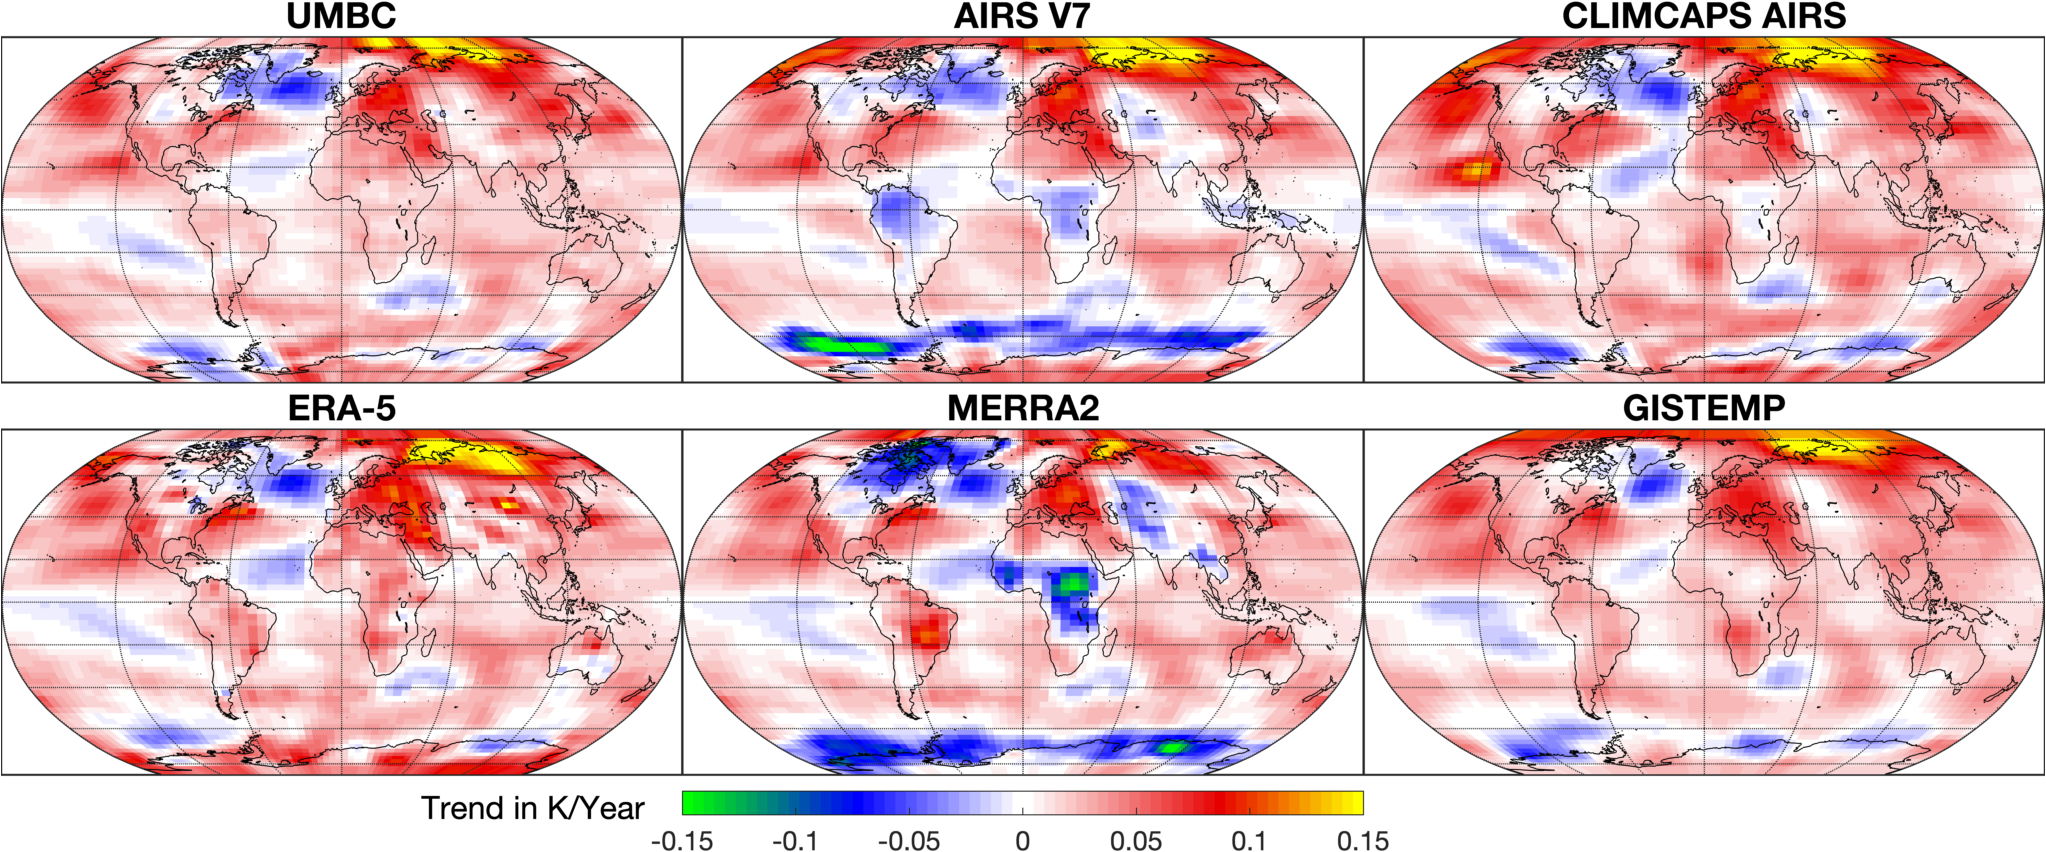 UMBC
AIRS V7
CLIMCAPS AIRS
ERA-5
MERRA2
GISTEMP
Trend in K/Year
-0.15 -0.1 -0.05 0 0.05 0.1 0.15